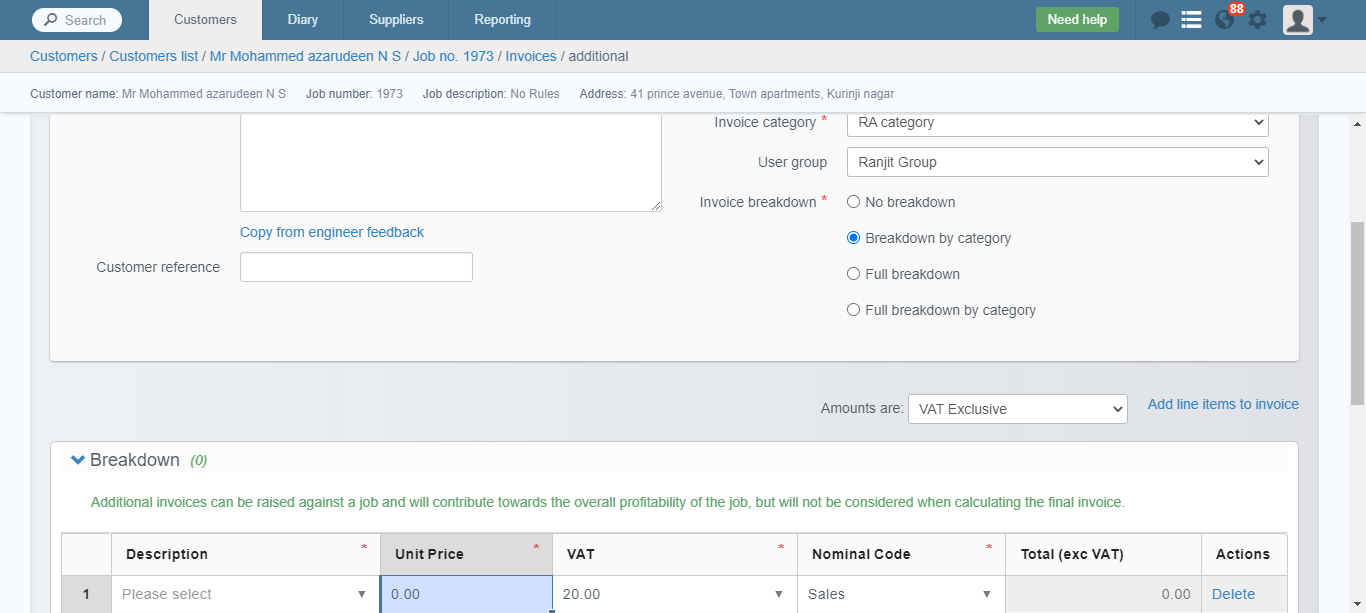 Search
Customers
Diary
Suppliers
Reporting
Need help
88
Customers / Customers list / Mr Mohammed azarudeen N S / Job no. 1973 / Invoices / additional
Customer name: Mr Mohammed azarudeen N S Job number: 1973 Job description: No Rules Address: 41 prince avenue, Town apartments, Kurinji nagar
Invoice category * RA category
User group Ranjit Group
Invoice breakdown * No breakdown
Breakdown by category
Full breakdown
Full breakdown by category
Copy from engineer feedback
Customer reference
Amounts are: VAT Exclusive
Add line items to invoice
Breakdown (0)
Additional invoices can be raised against a job and will contribute towards the overall profitability of the job, but will not be considered when calculating the final invoice.
Description * Unit Price * VAT * Nominal Code * Total (exc VAT) Actions
1 Please select 0.00 20.00 Sales 0.00 Delete